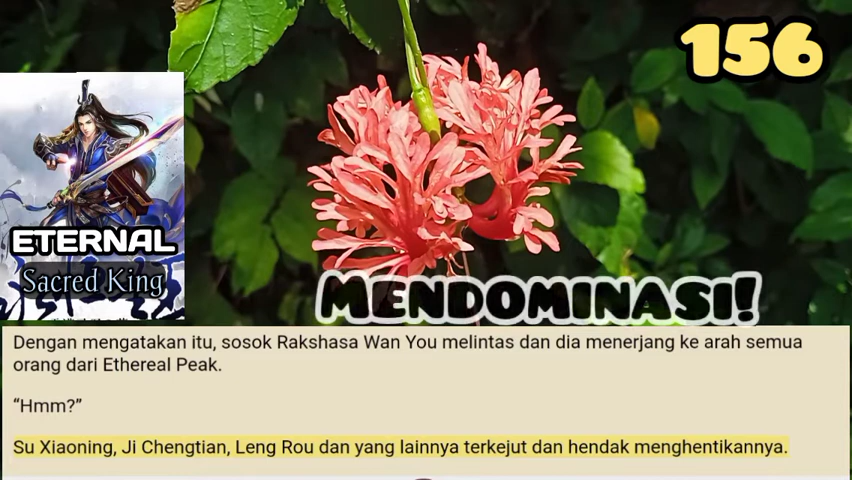 156
ETERNAL
Sacred King
MENDOMINASI!
Dengan mengatakan itu, sosok Rakshasa Wan You melintas dan dia menerjang ke arah semua
orang dari Ethereal Peak.
“Hmm?”
Su Xiaoning, Ji Chengtian, Leng Rou dan yang lainnya terkejut dan hendak menghentikannya.